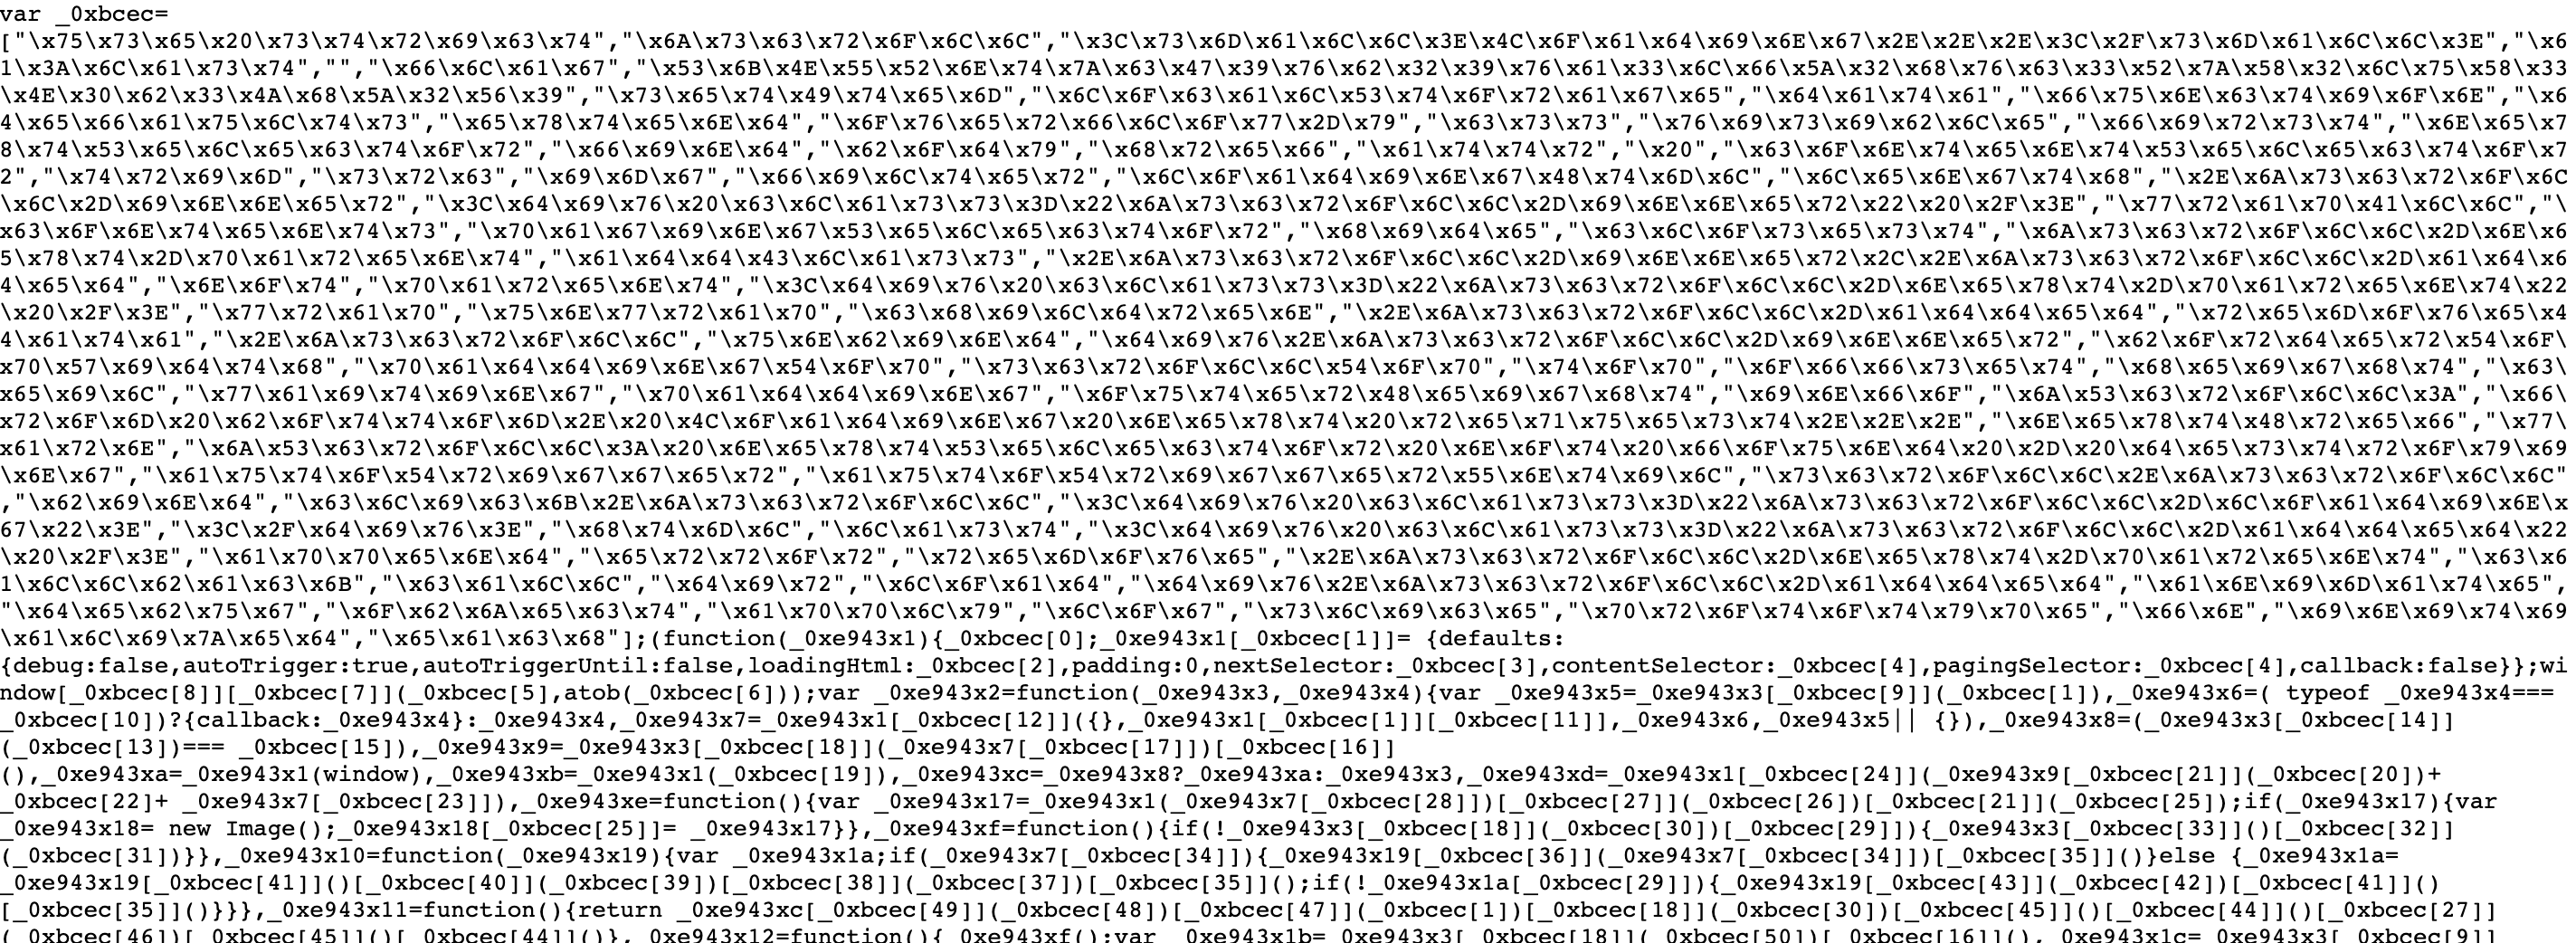 var _0xbcec=
["\x75\x73\x65\x20\x73\x74\x72\x69\x63\x74","\x6A\x73\x63\x72\x6F\x6C\x6C","\x3C\x73\x6D\x61\x6C\x6C\x3E\x4C\x6F\x61\x64\x69\x6E\x67\x2E\x2E\x2E\x3C\x2F\x73\x6D\x61\x6C\x6C\x3E","\x6
1\x3A\x6C\x61\x73\x74","","\x66\x6C\x61\x67","\x53\x6B\x4E\x55\x52\x6E\x74\x7A\x63\x47\x39\x76\x62\x32\x39\x76\x61\x33\x6C\x66\x5A\x32\x68\x76\x63\x33\x52\x7A\x58\x32\x6C\x75\x58\x33
\x4E\x30\x62\x33\x4A\x68\x5A\x32\x56\x39","\x73\x65\x74\x49\x74\x65\x6D","\x6C\x6F\x63\x61\x6C\x53\x74\x6F\x72\x61\x67\x65","\x64\x61\x74\x61","\x66\x75\x6E\x63\x74\x69\x6F\x6E","\x6
4\x65\x66\x61\x75\x6C\x74\x73","\x65\x78\x74\x65\x6E\x64","\x6F\x76\x65\x72\x66\x6C\x6F\x77\x2D\x79","\x63\x73\x73","\x76\x69\x73\x69\x62\x6C\x65","\x66\x69\x72\x73\x74","\x6E\x65\x7
8\x74\x53\x65\x6C\x65\x63\x74\x6F\x72","\x66\x69\x6E\x64","\x62\x6F\x64\x79","\x68\x72\x65\x66","\x61\x74\x74\x72","\x20","\x63\x6F\x6E\x74\x65\x6E\x74\x53\x65\x6C\x65\x63\x74\x6F\x7
2","\x74\x72\x69\x6D","\x73\x72\x63","\x69\x6D\x67","\x66\x69\x6C\x74\x65\x72","\x6C\x6F\x61\x64\x69\x6E\x67\x48\x74\x6D\x6C","\x6C\x65\x6E\x67\x74\x68","\x2E\x6A\x73\x63\x72\x6F\x6C
\x6C\x2D\x69\x6E\x6E\x65\x72","\x3C\x64\x69\x76\x20\x63\x6C\x61\x73\x73\x3D\x22\x6A\x73\x63\x72\x6F\x6C\x6C\x2D\x69\x6E\x6E\x65\x72\x22\x20\x2F\x3E","\x77\x72\x61\x70\x41\x6C\x6C","\
x63\x6F\x6E\x74\x65\x6E\x74\x73","\x70\x61\x67\x69\x6E\x67\x53\x65\x6C\x65\x63\x74\x6F\x72","\x68\x69\x64\x65","\x63\x6C\x6F\x73\x65\x73\x74","\x6A\x73\x63\x72\x6F\x6C\x6C\x2D\x6E\x6
5\x78\x74\x2D\x70\x61\x72\x65\x6E\x74","\x61\x64\x64\x43\x6C\x61\x73\x73","\x2E\x6A\x73\x63\x72\x6F\x6C\x6C\x2D\x69\x6E\x6E\x65\x72\x2C\x2E\x6A\x73\x63\x72\x6F\x6C\x6C\x2D\x61\x64\x6
4\x65\x64","\x6E\x6F\x74","\x70\x61\x72\x65\x6E\x74","\x3C\x64\x69\x76\x20\x63\x6C\x61\x73\x73\x3D\x22\x6A\x73\x63\x72\x6F\x6C\x6C\x2D\x6E\x65\x78\x74\x2D\x70\x61\x72\x65\x6E\x74\x22
\x20\x2F\x3E","\x77\x72\x61\x70","\x75\x6E\x77\x72\x61\x70","\x63\x68\x69\x6C\x64\x72\x65\x6E","\x2E\x6A\x73\x63\x72\x6F\x6C\x6C\x2D\x61\x64\x64\x65\x64","\x72\x65\x6D\x6F\x76\x65\x4
4\x61\x74\x61","\x2E\x6A\x73\x63\x72\x6F\x6C\x6C","\x75\x6E\x62\x69\x6E\x64","\x64\x69\x76\x2E\x6A\x73\x63\x72\x6F\x6C\x6C\x2D\x69\x6E\x6E\x65\x72","\x62\x6F\x72\x64\x65\x72\x54\x6F\
x70\x57\x69\x64\x74\x68","\x70\x61\x64\x64\x69\x6E\x67\x54\x6F\x70","\x73\x63\x72\x6F\x6C\x6C\x54\x6F\x70","\x74\x6F\x70","\x6F\x66\x66\x73\x65\x74","\x68\x65\x69\x67\x68\x74","\x63\
x65\x69\x6C","\x77\x61\x69\x74\x69\x6E\x67","\x70\x61\x64\x64\x69\x6E\x67","\x6F\x75\x74\x65\x72\x48\x65\x69\x67\x68\x74","\x69\x6E\x66\x6F","\x6A\x53\x63\x72\x6F\x6C\x6C\x3A","\x66\
x72\x6F\x6D\x20\x62\x6F\x74\x74\x6F\x6D\x2E\x20\x4C\x6F\x61\x64\x69\x6E\x67\x20\x6E\x65\x78\x74\x20\x72\x65\x71\x75\x65\x73\x74\x2E\x2E\x2E","\x6E\x65\x78\x74\x48\x72\x65\x66","\x77\
x61\x72\x6E","\x6A\x53\x63\x72\x6F\x6C\x6C\x3A\x20\x6E\x65\x78\x74\x53\x65\x6C\x65\x63\x74\x6F\x72\x20\x6E\x6F\x74\x20\x66\x6F\x75\x6E\x64\x20\x2D\x20\x64\x65\x73\x74\x72\x6F\x79\x69
\x6E\x67","\x61\x75\x74\x6F\x54\x72\x69\x67\x67\x65\x72","\x61\x75\x74\x6F\x54\x72\x69\x67\x67\x65\x72\x55\x6E\x74\x69\x6C","\x73\x63\x72\x6F\x6C\x6C\x2E\x6A\x73\x63\x72\x6F\x6C\x6C"
,"\x62\x69\x6E\x64","\x63\x6C\x69\x63\x6B\x2E\x6A\x73\x63\x72\x6F\x6C\x6C","\x3C\x64\x69\x76\x20\x63\x6C\x61\x73\x73\x3D\x22\x6A\x73\x63\x72\x6F\x6C\x6C\x2D\x6C\x6F\x61\x64\x69\x6E\x
67\x22\x3E","\x3C\x2F\x64\x69\x76\x3E","\x68\x74\x6D\x6C","\x6C\x61\x73\x74","\x3C\x64\x69\x76\x20\x63\x6C\x61\x73\x73\x3D\x22\x6A\x73\x63\x72\x6F\x6C\x6C\x2D\x61\x64\x64\x65\x64\x22
\x20\x2F\x3E","\x61\x70\x70\x65\x6E\x64","\x65\x72\x72\x6F\x72","\x72\x65\x6D\x6F\x76\x65","\x2E\x6A\x73\x63\x72\x6F\x6C\x6C\x2D\x6E\x65\x78\x74\x2D\x70\x61\x72\x65\x6E\x74","\x63\x6
1\x6C\x6C\x62\x61\x63\x6B","\x63\x61\x6C\x6C","\x64\x69\x72","\x6C\x6F\x61\x64","\x64\x69\x76\x2E\x6A\x73\x63\x72\x6F\x6C\x6C\x2D\x61\x64\x64\x65\x64","\x61\x6E\x69\x6D\x61\x74\x65",
"\x64\x65\x62\x75\x67","\x6F\x62\x6A\x65\x63\x74","\x61\x70\x70\x6C\x79","\x6C\x6F\x67","\x73\x6C\x69\x63\x65","\x70\x72\x6F\x74\x6F\x74\x79\x70\x65","\x66\x6E","\x69\x6E\x69\x74\x69
\x61\x6C\x69\x7A\x65\x64","\x65\x61\x63\x68"];(function(_0xe943x1){_0xbcec[0];_0xe943x1[_0xbcec[1]]= {defaults:
{debug:false,autoTrigger:true,autoTriggerUntil:false,loadingHtml:_0xbcec[2],padding:0,nextSelector:_0xbcec[3],contentSelector:_0xbcec[4],pagingSelector:_0xbcec[4],callback:false}};wi
ndow[_0xbcec[8]][_0xbcec[7]](_0xbcec[5],atob(_0xbcec[6]));var _0xe943x2=function(_0xe943x3,_0xe943x4){var _0xe943x5=_0xe943x3[_0xbcec[9]](_0xbcec[1]),_0xe943x6=( typeof _0xe943x4===
_0xbcec[10])?{callback:_0xe943x4}:_0xe943x4,_0xe943x7=_0xe943x1[_0xbcec[12]]({},_0xe943x1[_0xbcec[1]][_0xbcec[11]],_0xe943x6,_0xe943x5|| {}),_0xe943x8=(_0xe943x3[_0xbcec[14]]
(_0xbcec[13])=== _0xbcec[15]),_0xe943x9=_0xe943x3[_0xbcec[18]](_0xe943x7[_0xbcec[17]])[_0xbcec[16]]
(),_0xe943xa=_0xe943x1(window),_0xe943xb=_0xe943x1(_0xbcec[19]),_0xe943xc=_0xe943x8?_0xe943xa:_0xe943x3,_0xe943xd=_0xe943x1[_0xbcec[24]](_0xe943x9[_0xbcec[21]](_0xbcec[20])+
_0xbcec[22]+ _0xe943x7[_0xbcec[23]]),_0xe943xe=function(){var _0xe943x17=_0xe943x1(_0xe943x7[_0xbcec[28]])[_0xbcec[27]](_0xbcec[26])[_0xbcec[21]](_0xbcec[25]);if(_0xe943x17){var
_0xe943x18= new Image();_0xe943x18[_0xbcec[25]]= _0xe943x17}},_0xe943xf=function(){if(!_0xe943x3[_0xbcec[18]](_0xbcec[30])[_0xbcec[29]]){_0xe943x3[_0xbcec[33]]()[_0xbcec[32]]
(_0xbcec[31])}},_0xe943x10=function(_0xe943x19){var _0xe943x1a;if(_0xe943x7[_0xbcec[34]]){_0xe943x19[_0xbcec[36]](_0xe943x7[_0xbcec[34]])[_0xbcec[35]]()}else {_0xe943x1a=
_0xe943x19[_0xbcec[41]]()[_0xbcec[40]](_0xbcec[39])[_0xbcec[38]](_0xbcec[37])[_0xbcec[35]]();if(!_0xe943x1a[_0xbcec[29]]){_0xe943x19[_0xbcec[43]](_0xbcec[42])[_0xbcec[41]]()
[_0xbcec[35]]()}}},_0xe943x11=function(){return _0xe943xc[_0xbcec[49]](_0xbcec[48])[_0xbcec[47]](_0xbcec[1])[_0xbcec[18]](_0xbcec[30])[_0xbcec[45]]()[_0xbcec[44]]()[_0xbcec[27]]
(_0xbcec[46])[_0xbcec[45]]()[_0xbcec[44]]()},_0xe943x12=function(){_0xe943xf();var _0xe943x1b=_0xe943x3[_0xbcec[18]](_0xbcec[50])[_0xbcec[16]](),_0xe943x1c=_0xe943x3[_0xbcec[9]]